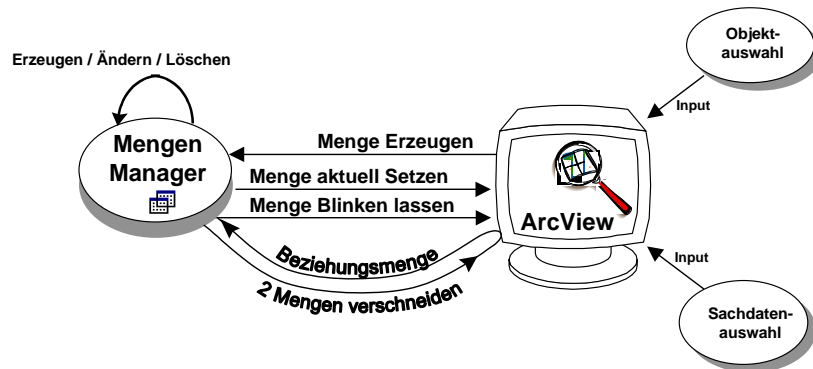 Objekt-
auswahl
Erzeugen / Ändern / Löschen
Input
Mengen
Manager
Menge Erzeugen
Menge aktuell Setzen
Menge Blinken lassen
ArcView
Beziehungsmenge
2 Mengen verschneiden
Input
Sachdaten-
auswahl